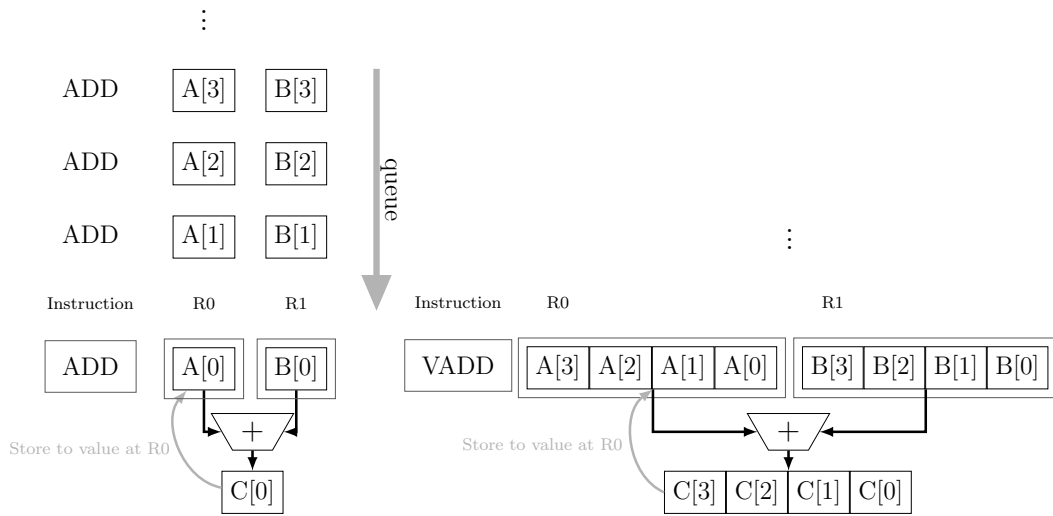 ⋮
ADD A[3] B[3]
ADD A[2] B[2]
queue
ADD A[1] B[1]
⋮
Instruction R0 R1 Instruction R0 R1
ADD A[0] B[0] VADD A[3] A[2] A[1] A[0] B[3] B[2] B[1] B[0]
+ +
Store to value at R0 Store to value at R0
C[0] C[3] C[2] C[1] C[0]